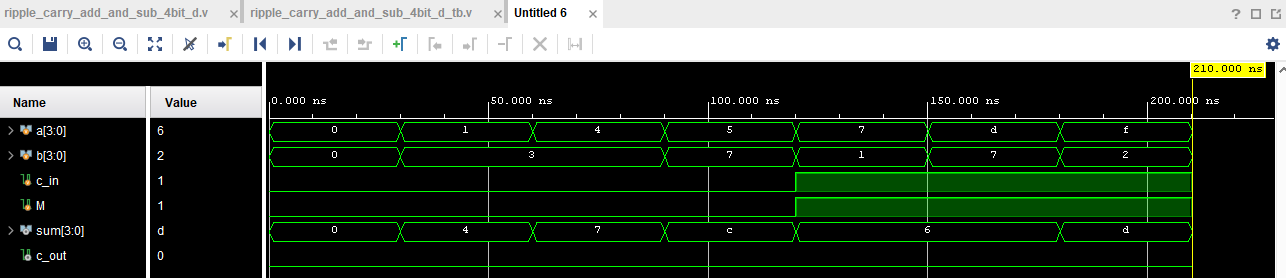 ripple_carry_add_and_sub_4bit_d.v × ripple_carry_add_and_sub_4bit_d_tb.v × Untitled 6 ×
210.000 ns
Name Value 0.000 ns 50.000 ns 100.000 ns 150.000 ns 200.000 ns
a[3:0] 6 0 1 4 5 7 d f
b[3:0] 2 0 3 7 1 7 2
c_in 1
M 1
sum[3:0] d 0 4 7 c 6 d
c_out 0